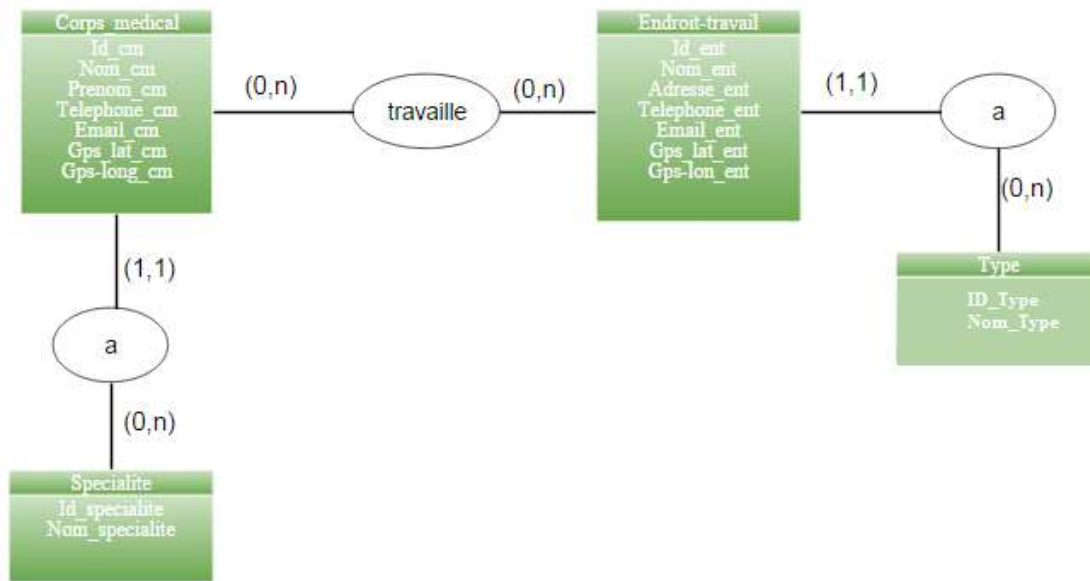 Corps_medical
Id_cm
Nom_cm
Prenom_cm
Telephone_cm
Email_cm
Gps_lat_cm
Gps-long_cm
(0,n)
travaille
(0,n)
Endroit-travail
Id_ent
Nom_ent
Adresse_ent
Telephone_ent
Email_ent
Gps_lat_ent
Gps-lon_ent
(1,1)
a
(0,n)
Type
ID_Type
Nom_Type
(1,1)
a
(0,n)
Specialite
Id_specialite
Nom_specialite